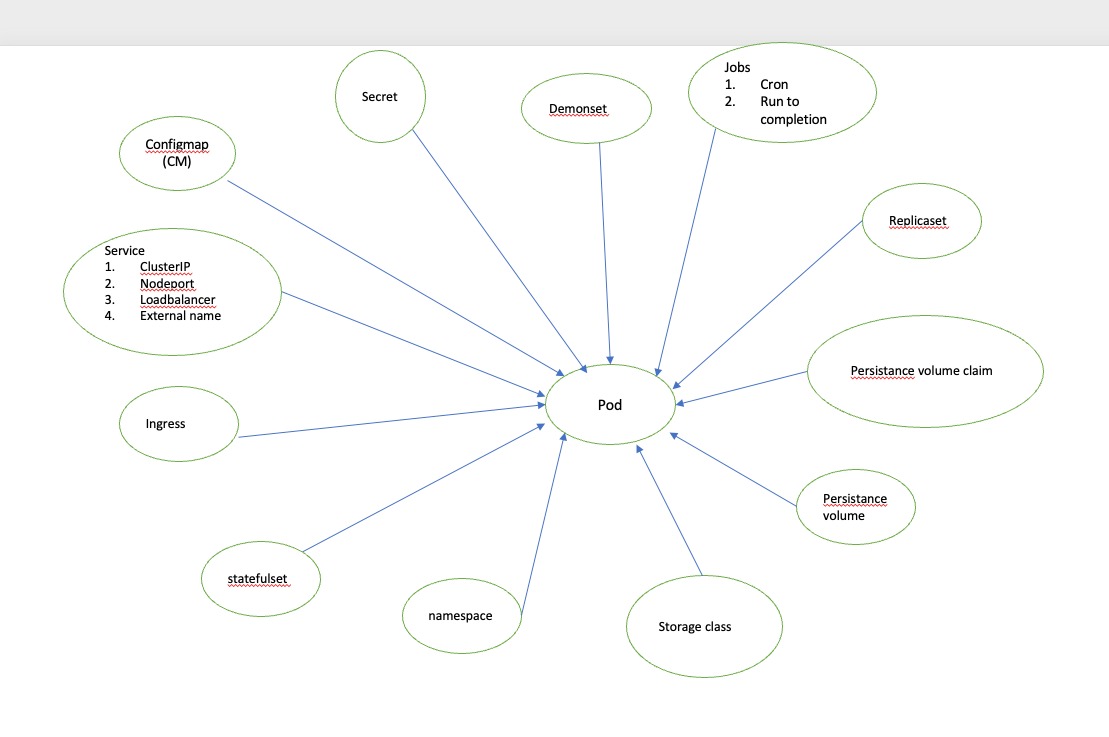 Secret
Demonset
Jobs
1. Cron
2. Run to
completion
Configmap
(CM)
Replicaset
Service
1. ClusterIP
2. Nodeport
3. Loadbalancer
4. External name
Persistance volume claim
Pod
Ingress
Persistance
volume
statefulset
namespace
Storage class